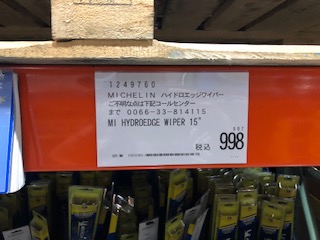 1249760
MICHELIN ハイドロエッジワイパー
ご不明な点は下記コールセンター
まで 0066-33-814115
MI HYDROEDGE WIPER 15"
税込 998